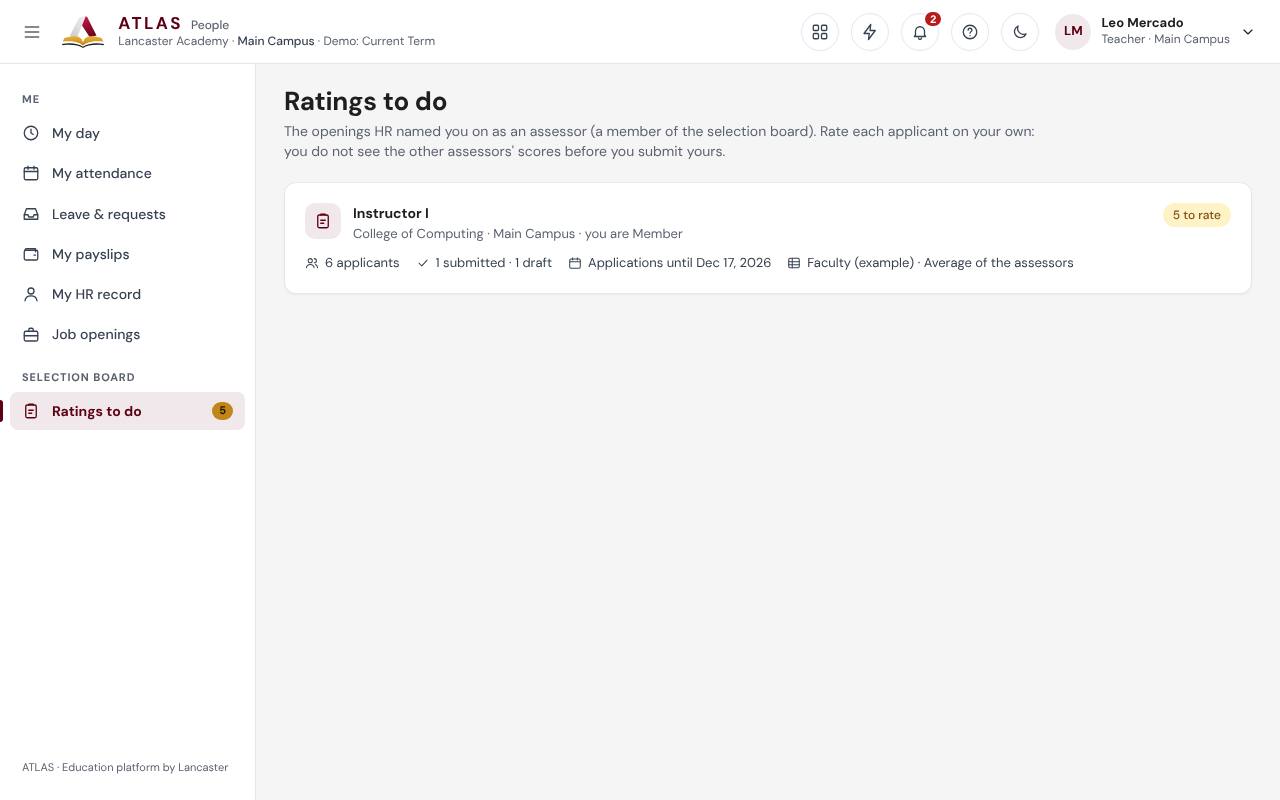 ATLAS People
Lancaster Academy · Main Campus · Demo: Current Term
2
LM
Leo Mercado
Teacher · Main Campus
ME
My day
My attendance
Leave & requests
My payslips
My HR record
Job openings
SELECTION BOARD
Ratings to do 5
ATLAS · Education platform by Lancaster
Ratings to do
The openings HR named you on as an assessor (a member of the selection board). Rate each applicant on your own:
you do not see the other assessors' scores before you submit yours.
Instructor I
5 to rate
College of Computing · Main Campus · you are Member
6 applicants 1 submitted · 1 draft Applications until Dec 17, 2026 Faculty (example) · Average of the assessors